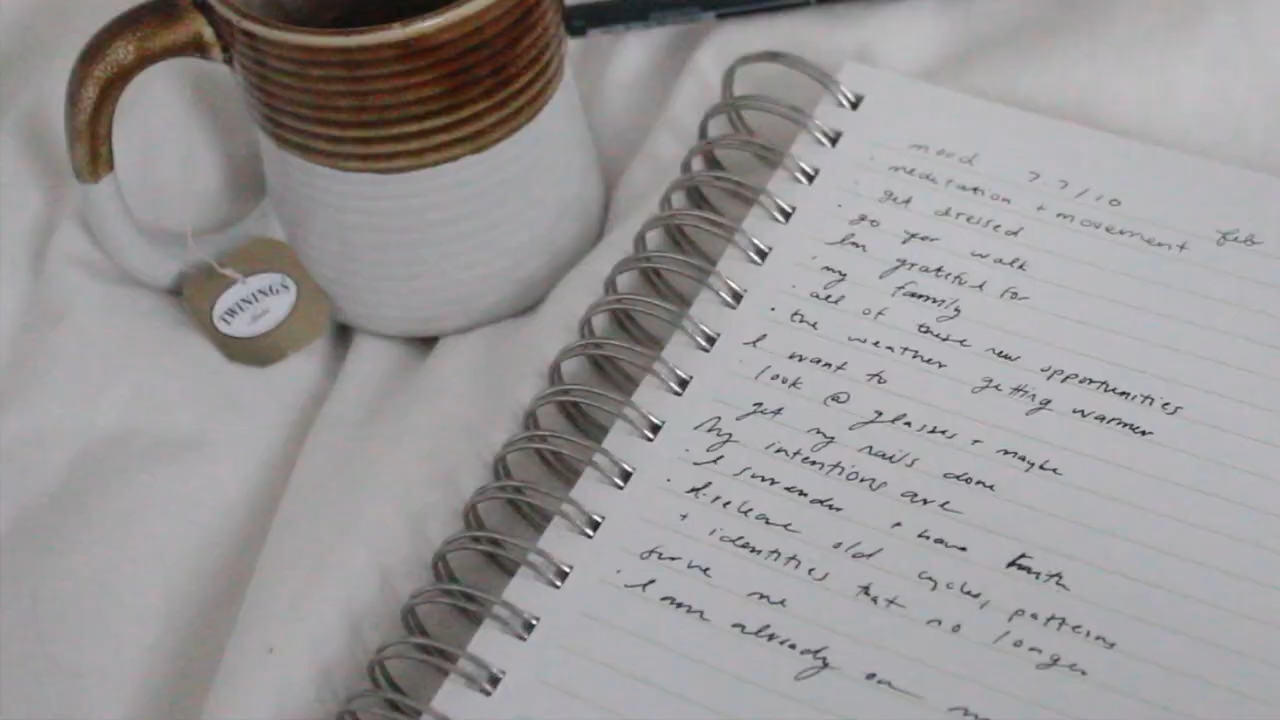 TWININGS
mood 7.7/10 feb
· meditation + movement
· get dressed
· go for walk
Im grateful for
· my family
· all of these new opportunities
· the weather getting warmer
I want to
· look @ glasses + maybe
get my nails done
My intentions are
· I surrender + have faith
· I release old cycles, patterns
+ identities that no longer
serve me
· I am already on